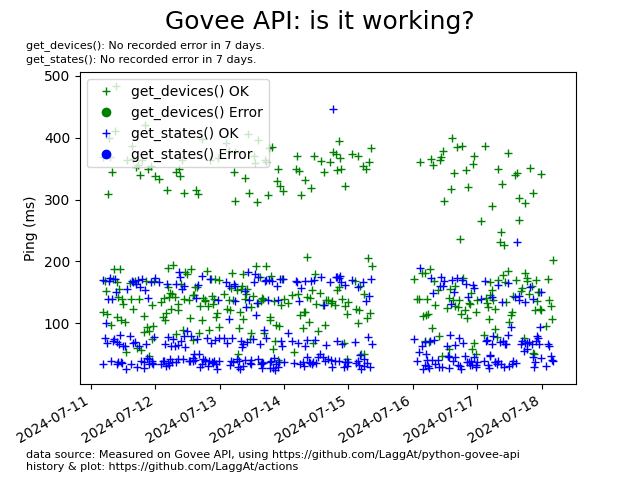 Govee API: is it working?
get_devices(): No recorded error in 7 days.
get_states(): No recorded error in 7 days.
500
400
300
200
100
Ping (ms)
get_devices() OK
get_devices() Error
get_states() OK
get_states() Error
2024-07-11
2024-07-12
2024-07-13
2024-07-14
2024-07-15
2024-07-16
2024-07-17
2024-07-18
data source: Measured on Govee API, using https://github.com/LaggAt/python-govee-api
history & plot: https://github.com/LaggAt/actions